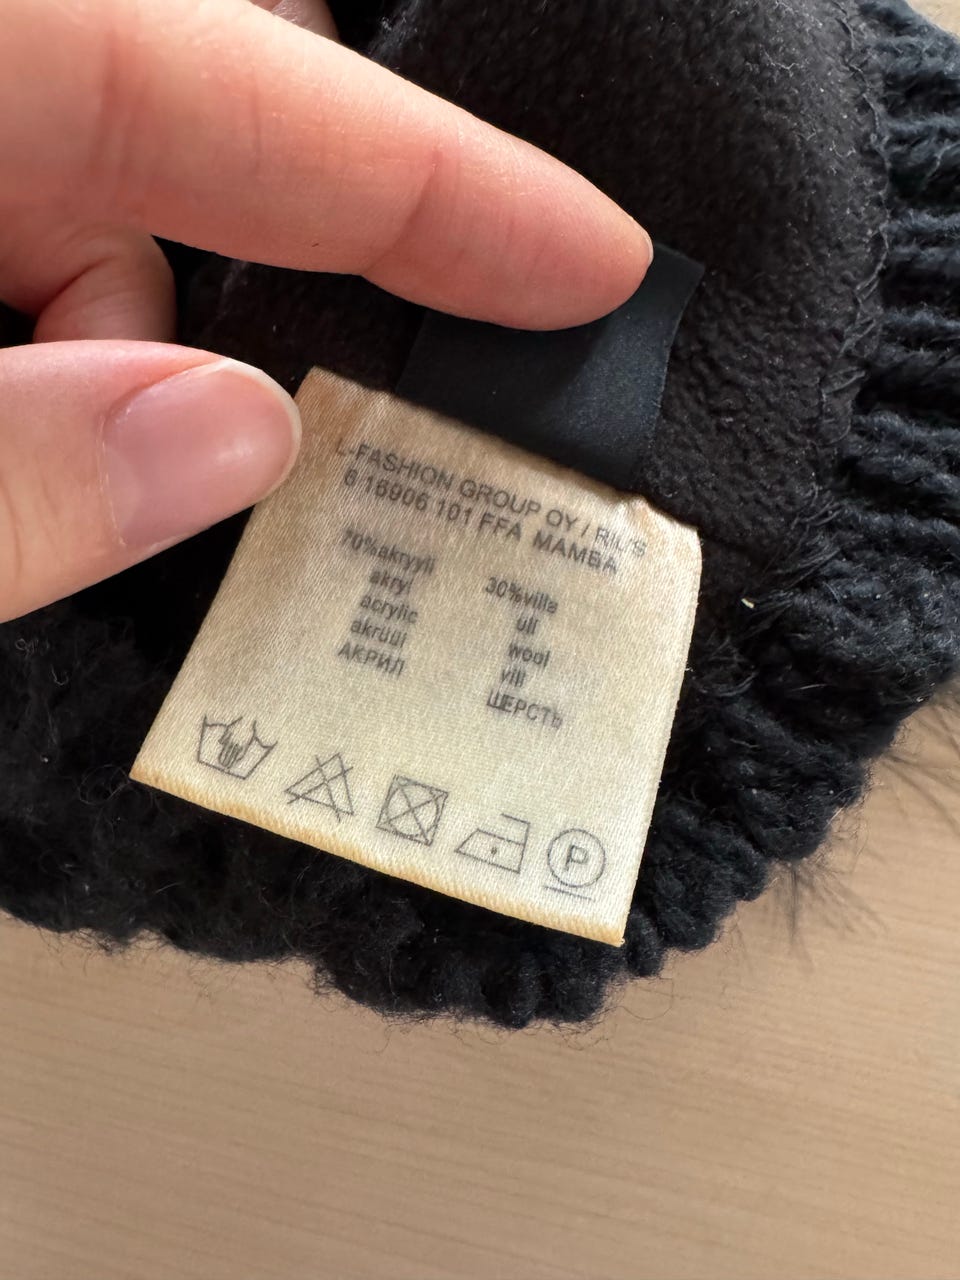 L-FASHION GROUP OY / RIL'S
6 16906 101 FFA MAMBA
70%akryyli
akryl
acrylic
akrüül
АКРИЛ
30%villa
ull
wool
vill
ШЕРСТЬ
P